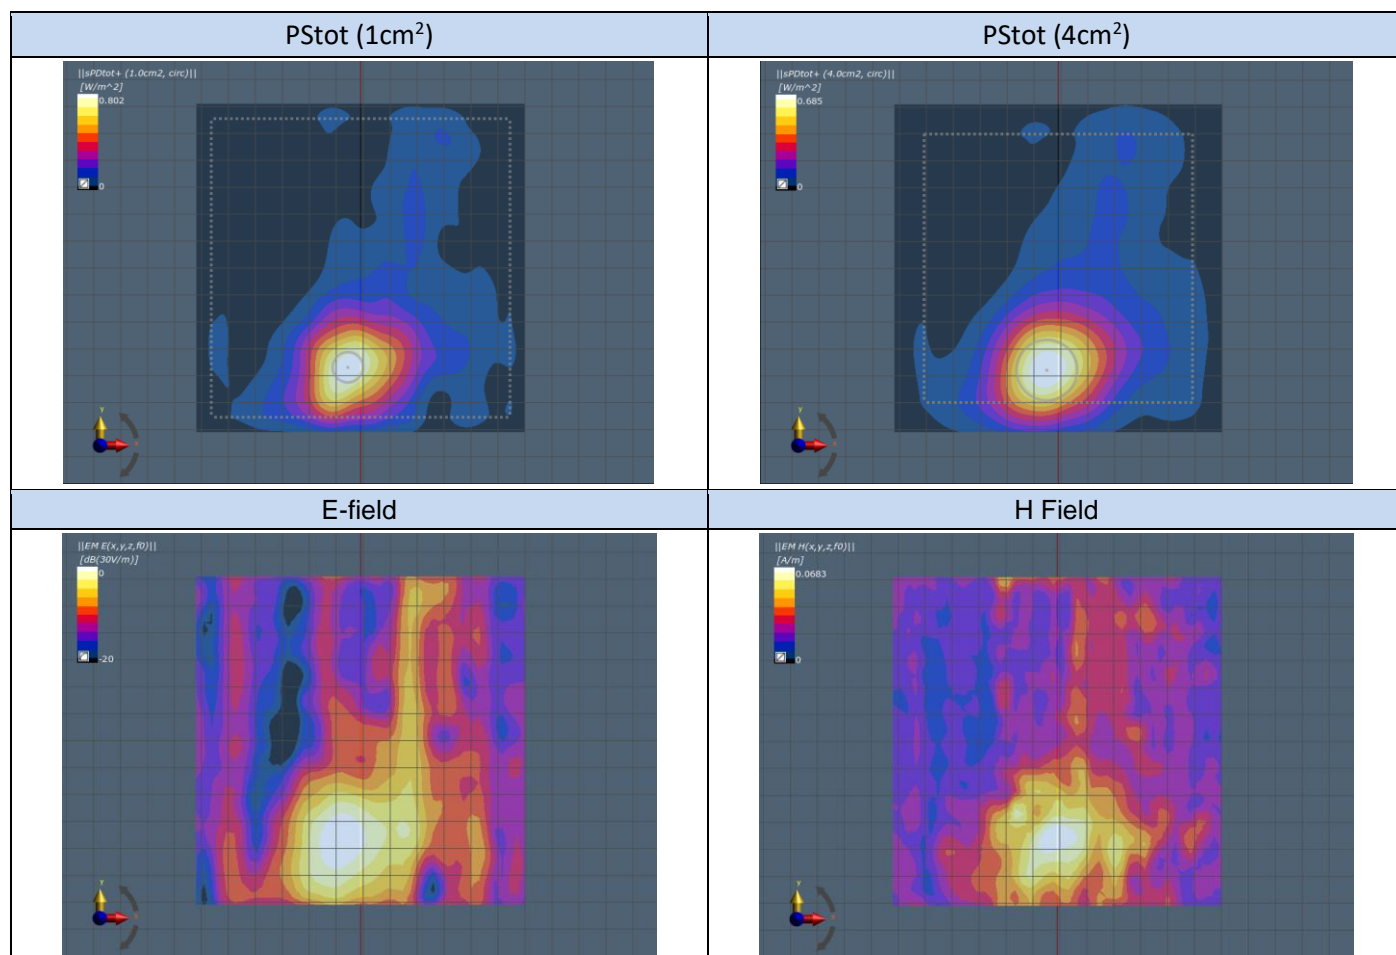 PStot (1cm²)
PStot (4cm²)
||sPDtot+ (1.0cm2, circ)||
[W/m^2]
0.802
0
||sPDtot+ (4.0cm2, circ)||
[W/m^2]
0.685
0
E-field
H Field
||EM E(x,y,z,f0)||
[dB(30V/m)]
0
-20
||EM H(x,y,z,f0)||
[A/m]
0.0683
0